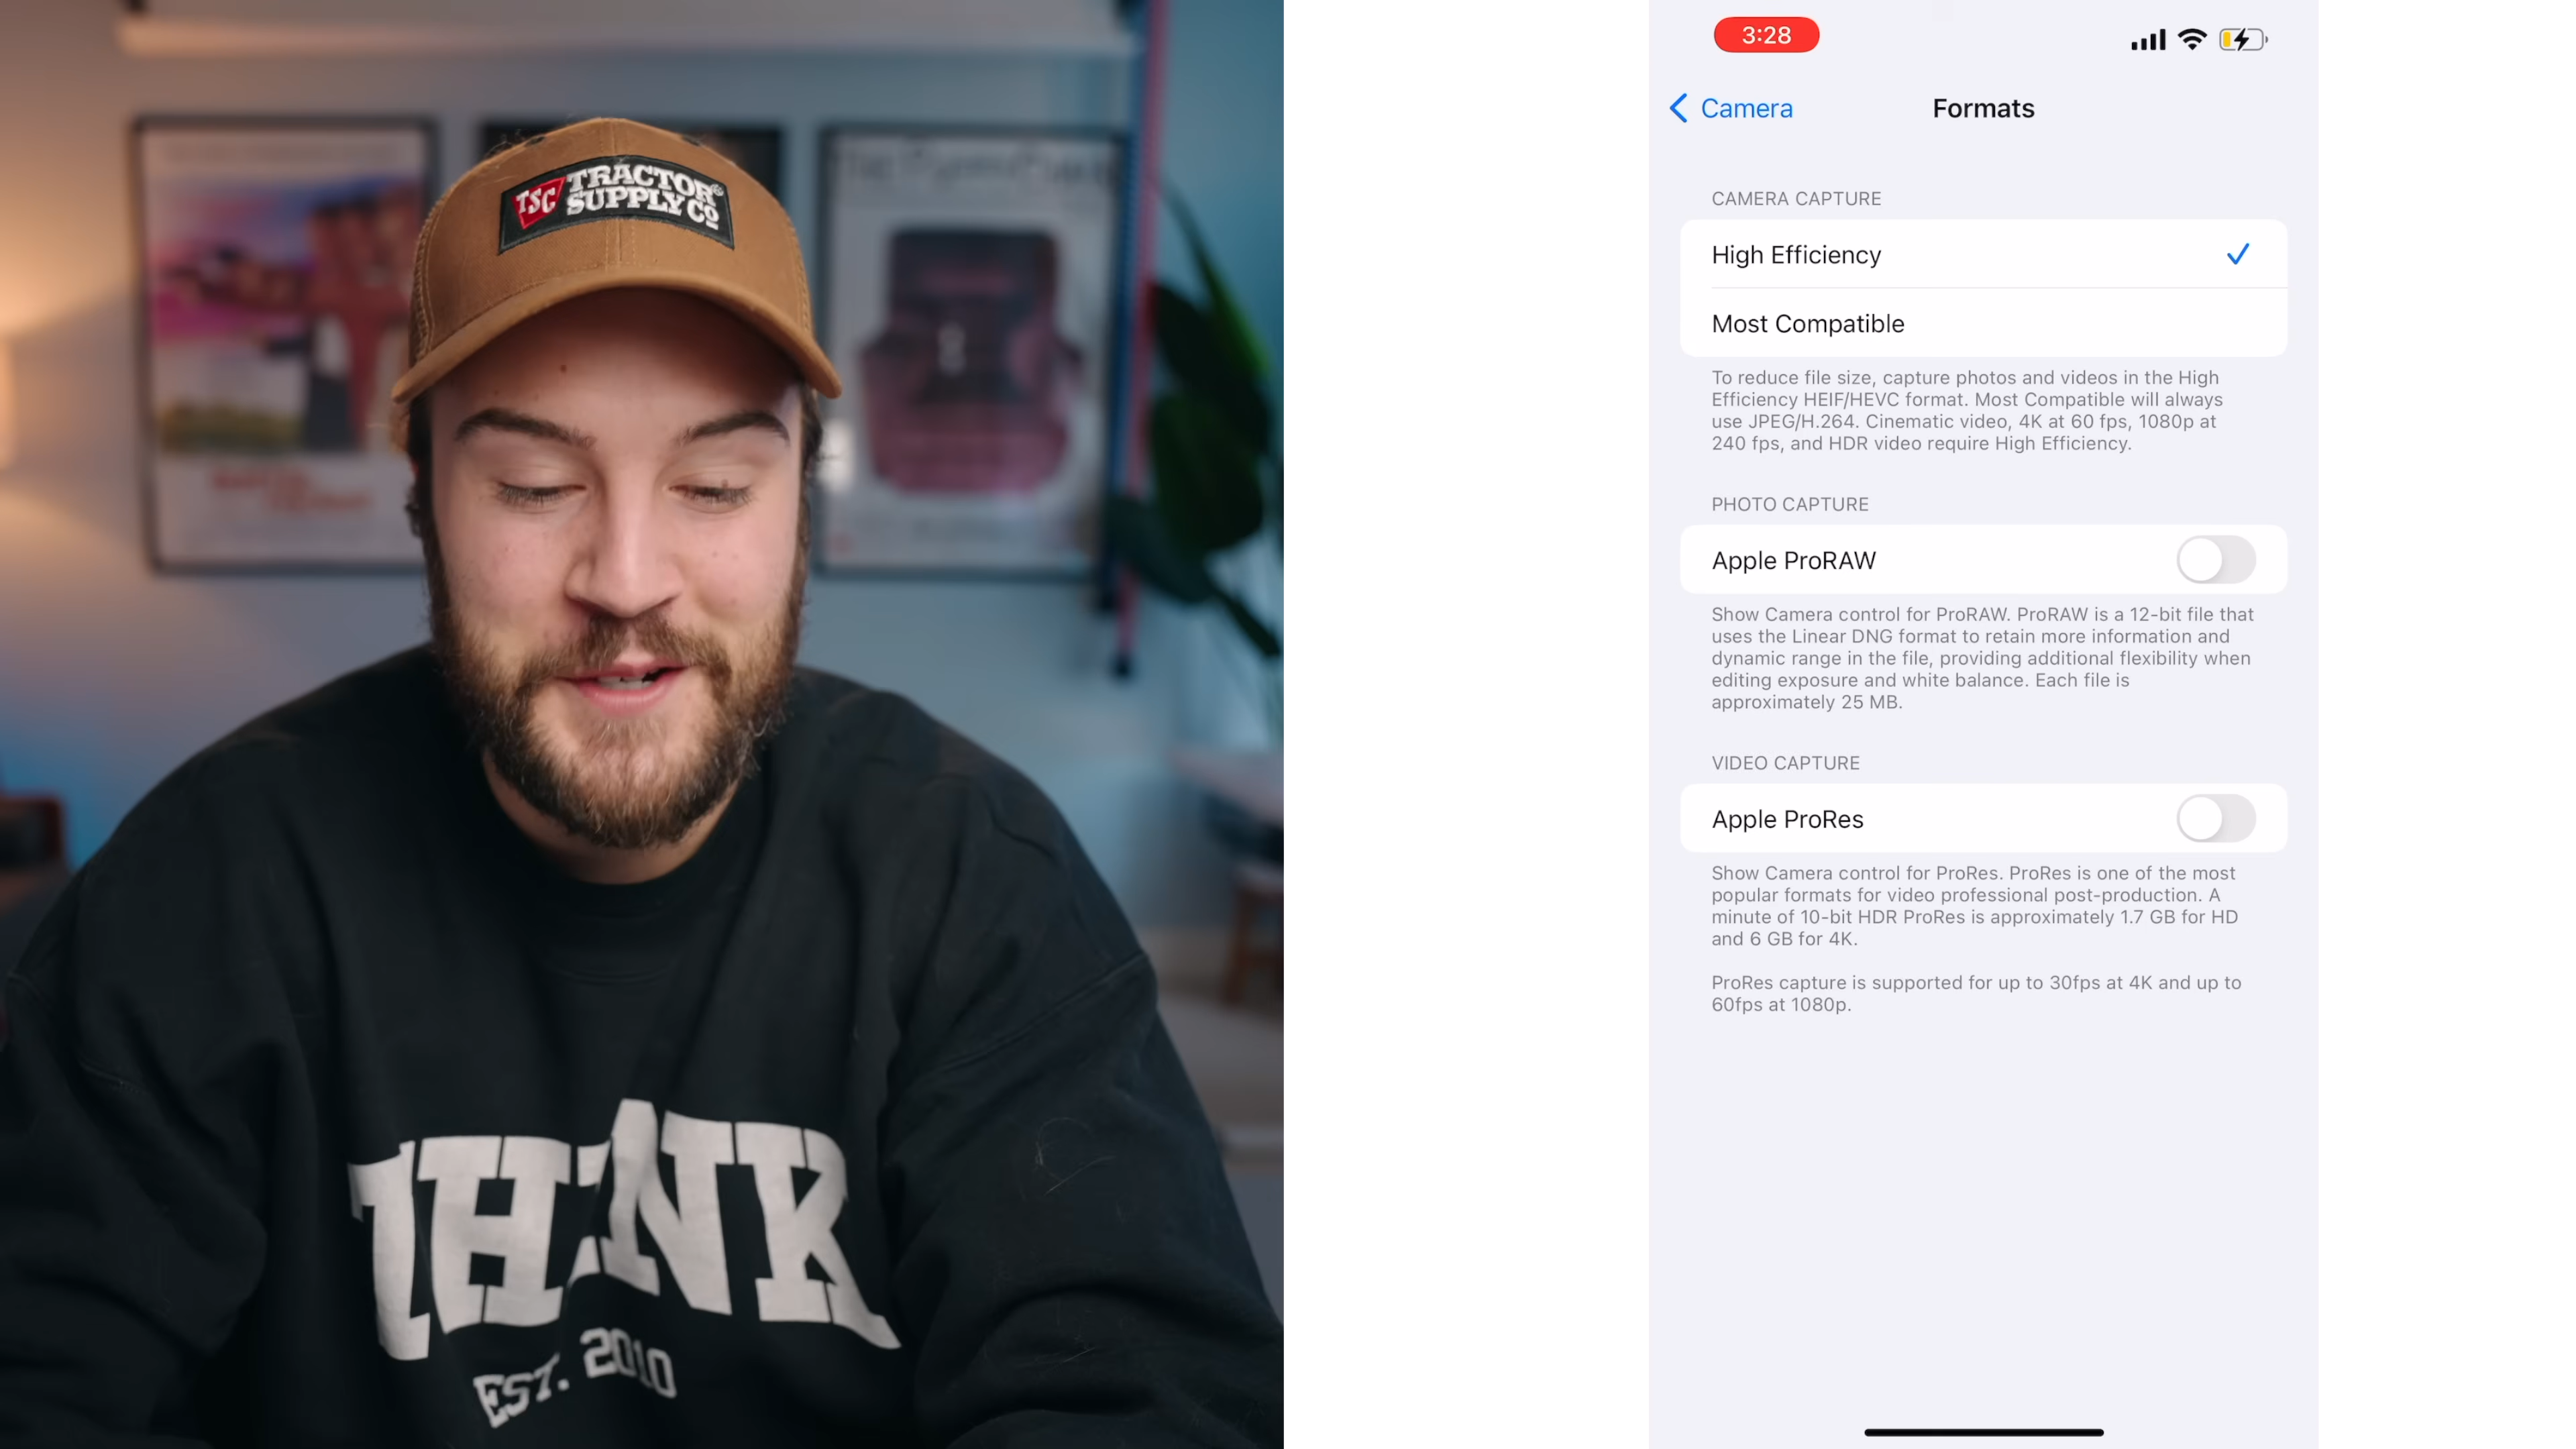 TSC TRACTOR
SUPPLY CO
THINK
EST. 2010
3:28
Camera
Formats
CAMERA CAPTURE
High Efficiency
Most Compatible
To reduce file size, capture photos and videos in the High
Efficiency HEIF/HEVC format. Most Compatible will always
use JPEG/H.264. Cinematic video, 4K at 60 fps, 1080p at
240 fps, and HDR video require High Efficiency.
PHOTO CAPTURE
Apple ProRAW
Show Camera control for ProRAW. ProRAW is a 12-bit file that
uses the Linear DNG format to retain more information and
dynamic range in the file, providing additional flexibility when
editing exposure and white balance. Each file is
approximately 25 MB.
VIDEO CAPTURE
Apple ProRes
Show Camera control for ProRes. ProRes is one of the most
popular formats for video professional post-production. A
minute of 10-bit HDR ProRes is approximately 1.7 GB for HD
and 6 GB for 4K.
ProRes capture is supported for up to 30fps at 4K and up to
60fps at 1080p.